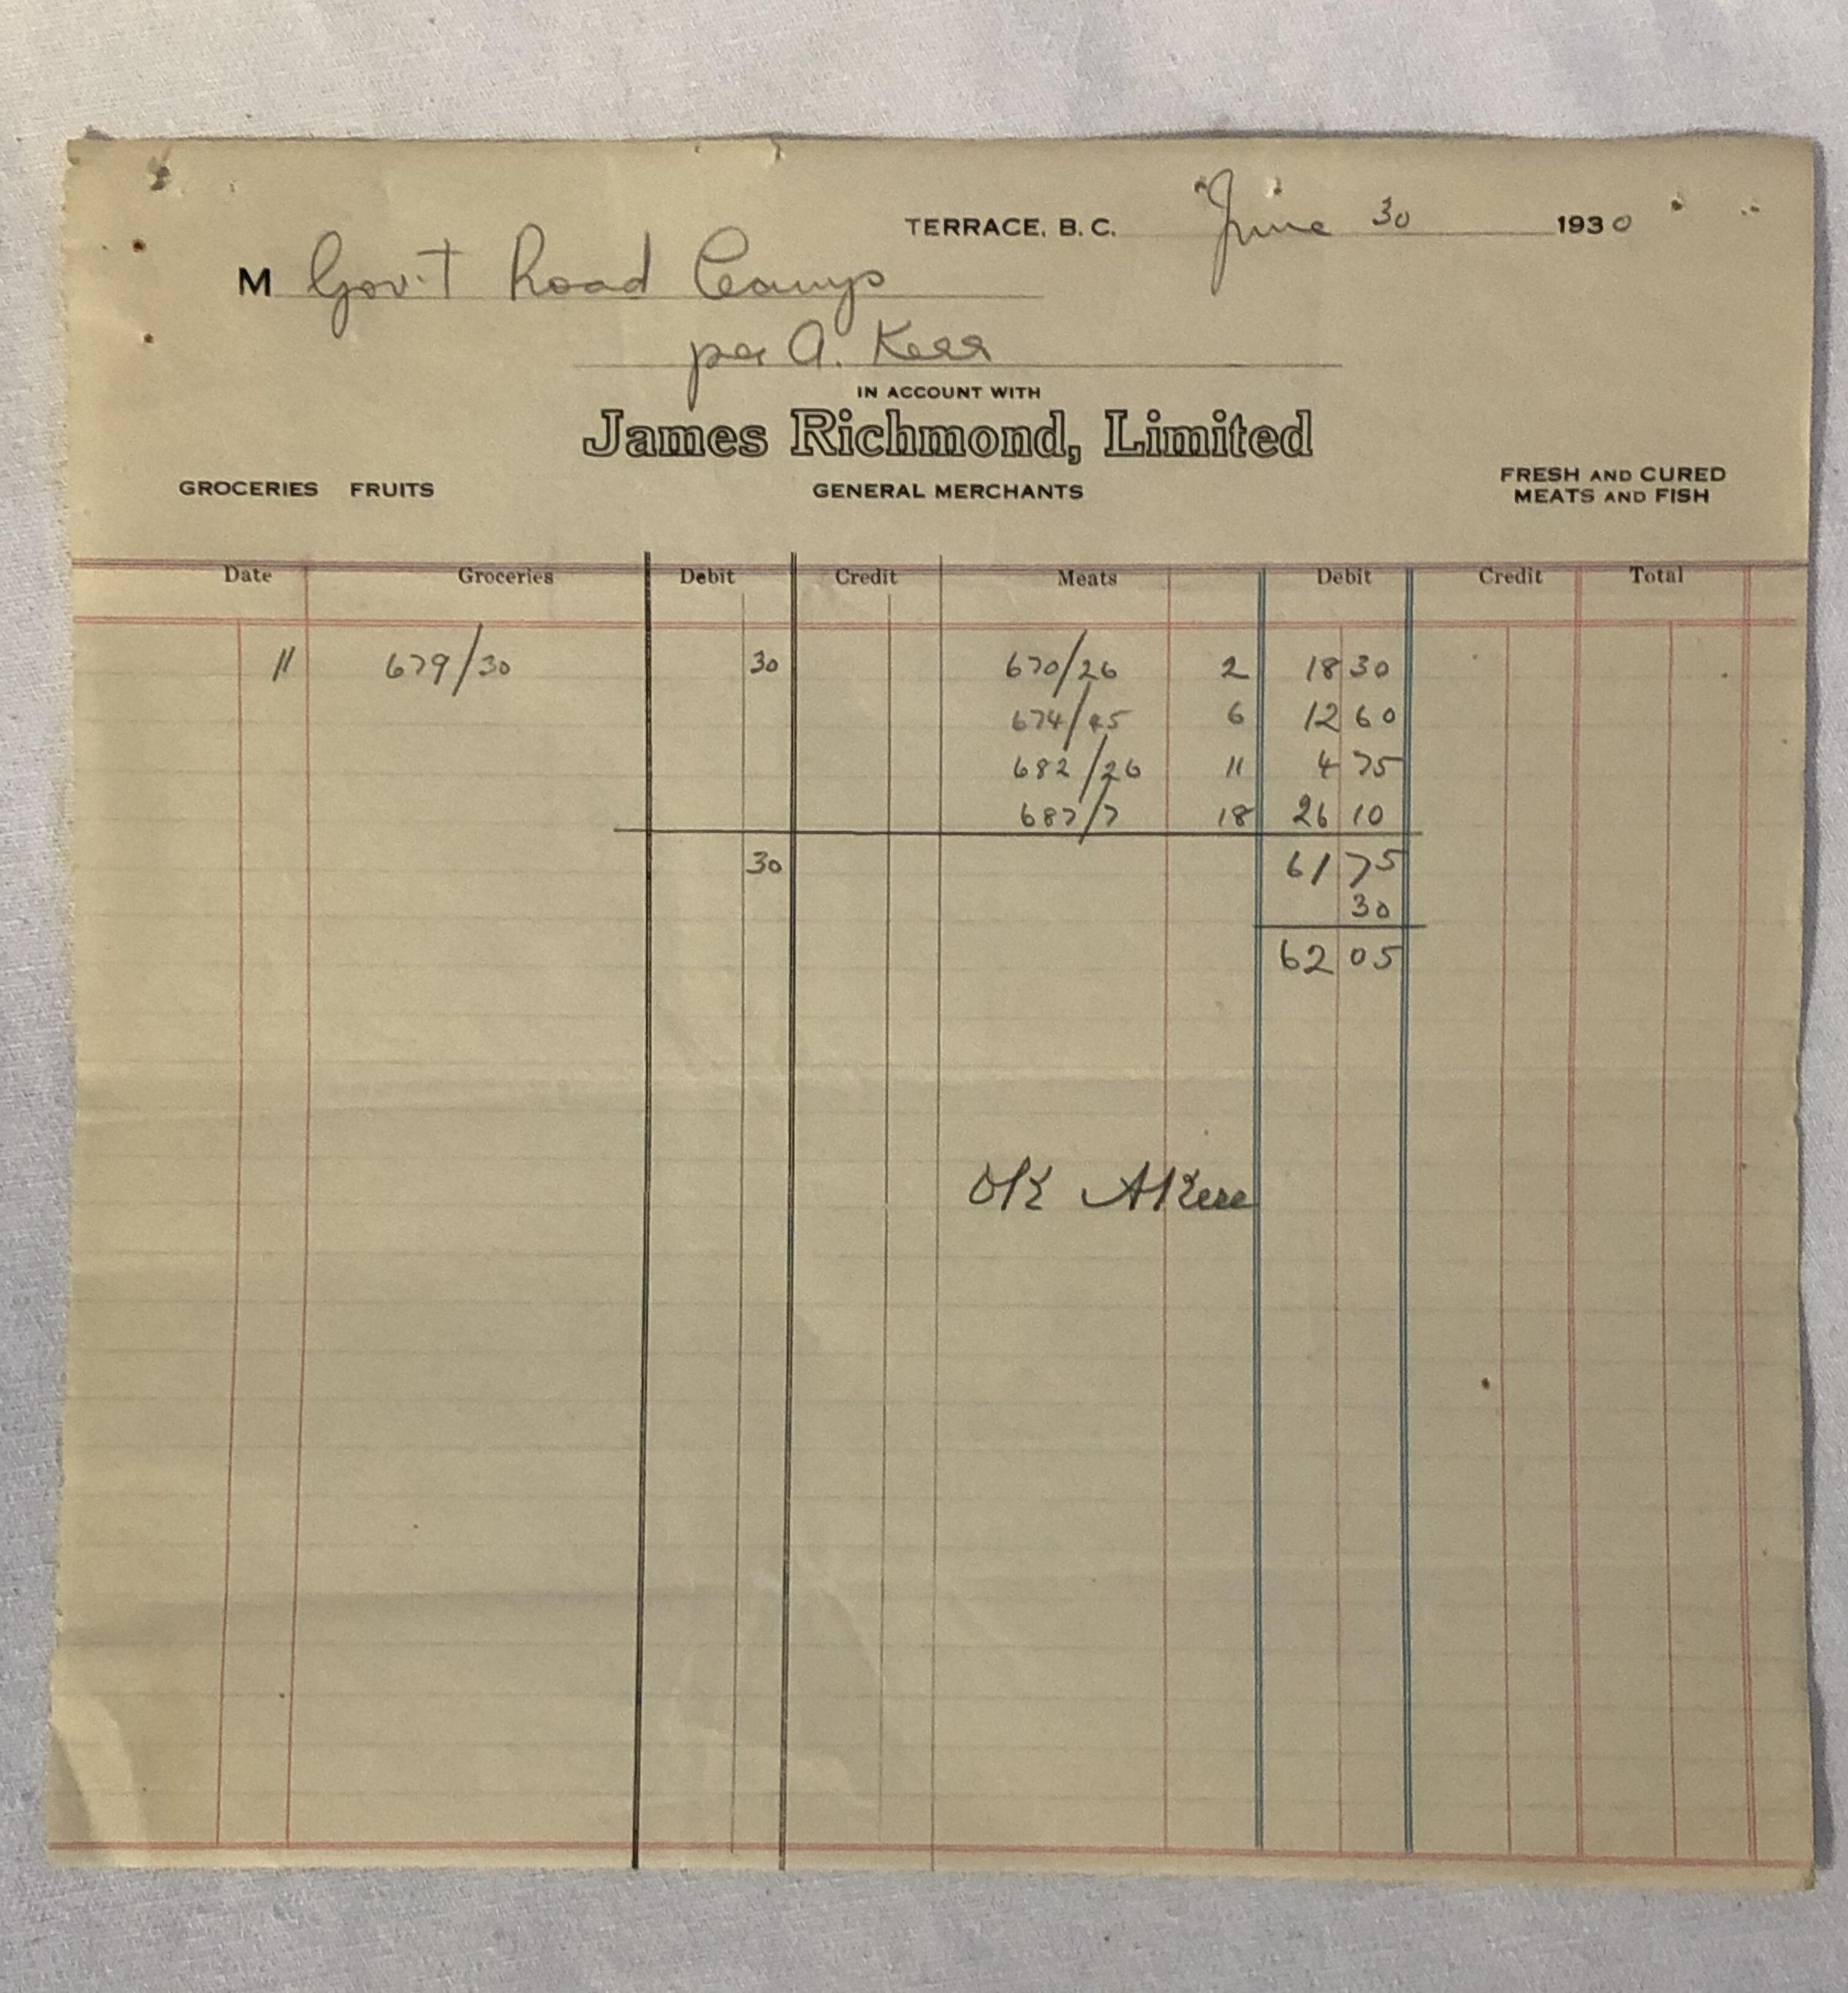 TERRACE, B. C. June 30 1930
M Gov't Road Camps
per A. Kerr
IN ACCOUNT WITH
James Richmond, Limited
GROCERIES FRUITS GENERAL MERCHANTS FRESH AND CURED
MEATS AND FISH
Date Groceries Debit Credit Meats Debit Credit Total
11 679/30 30 670/26 2 18 30
674/45 6 12 60
682/26 11 4 75
687/7 18 26 10
30 61 75
30
62 05
OK AKerr